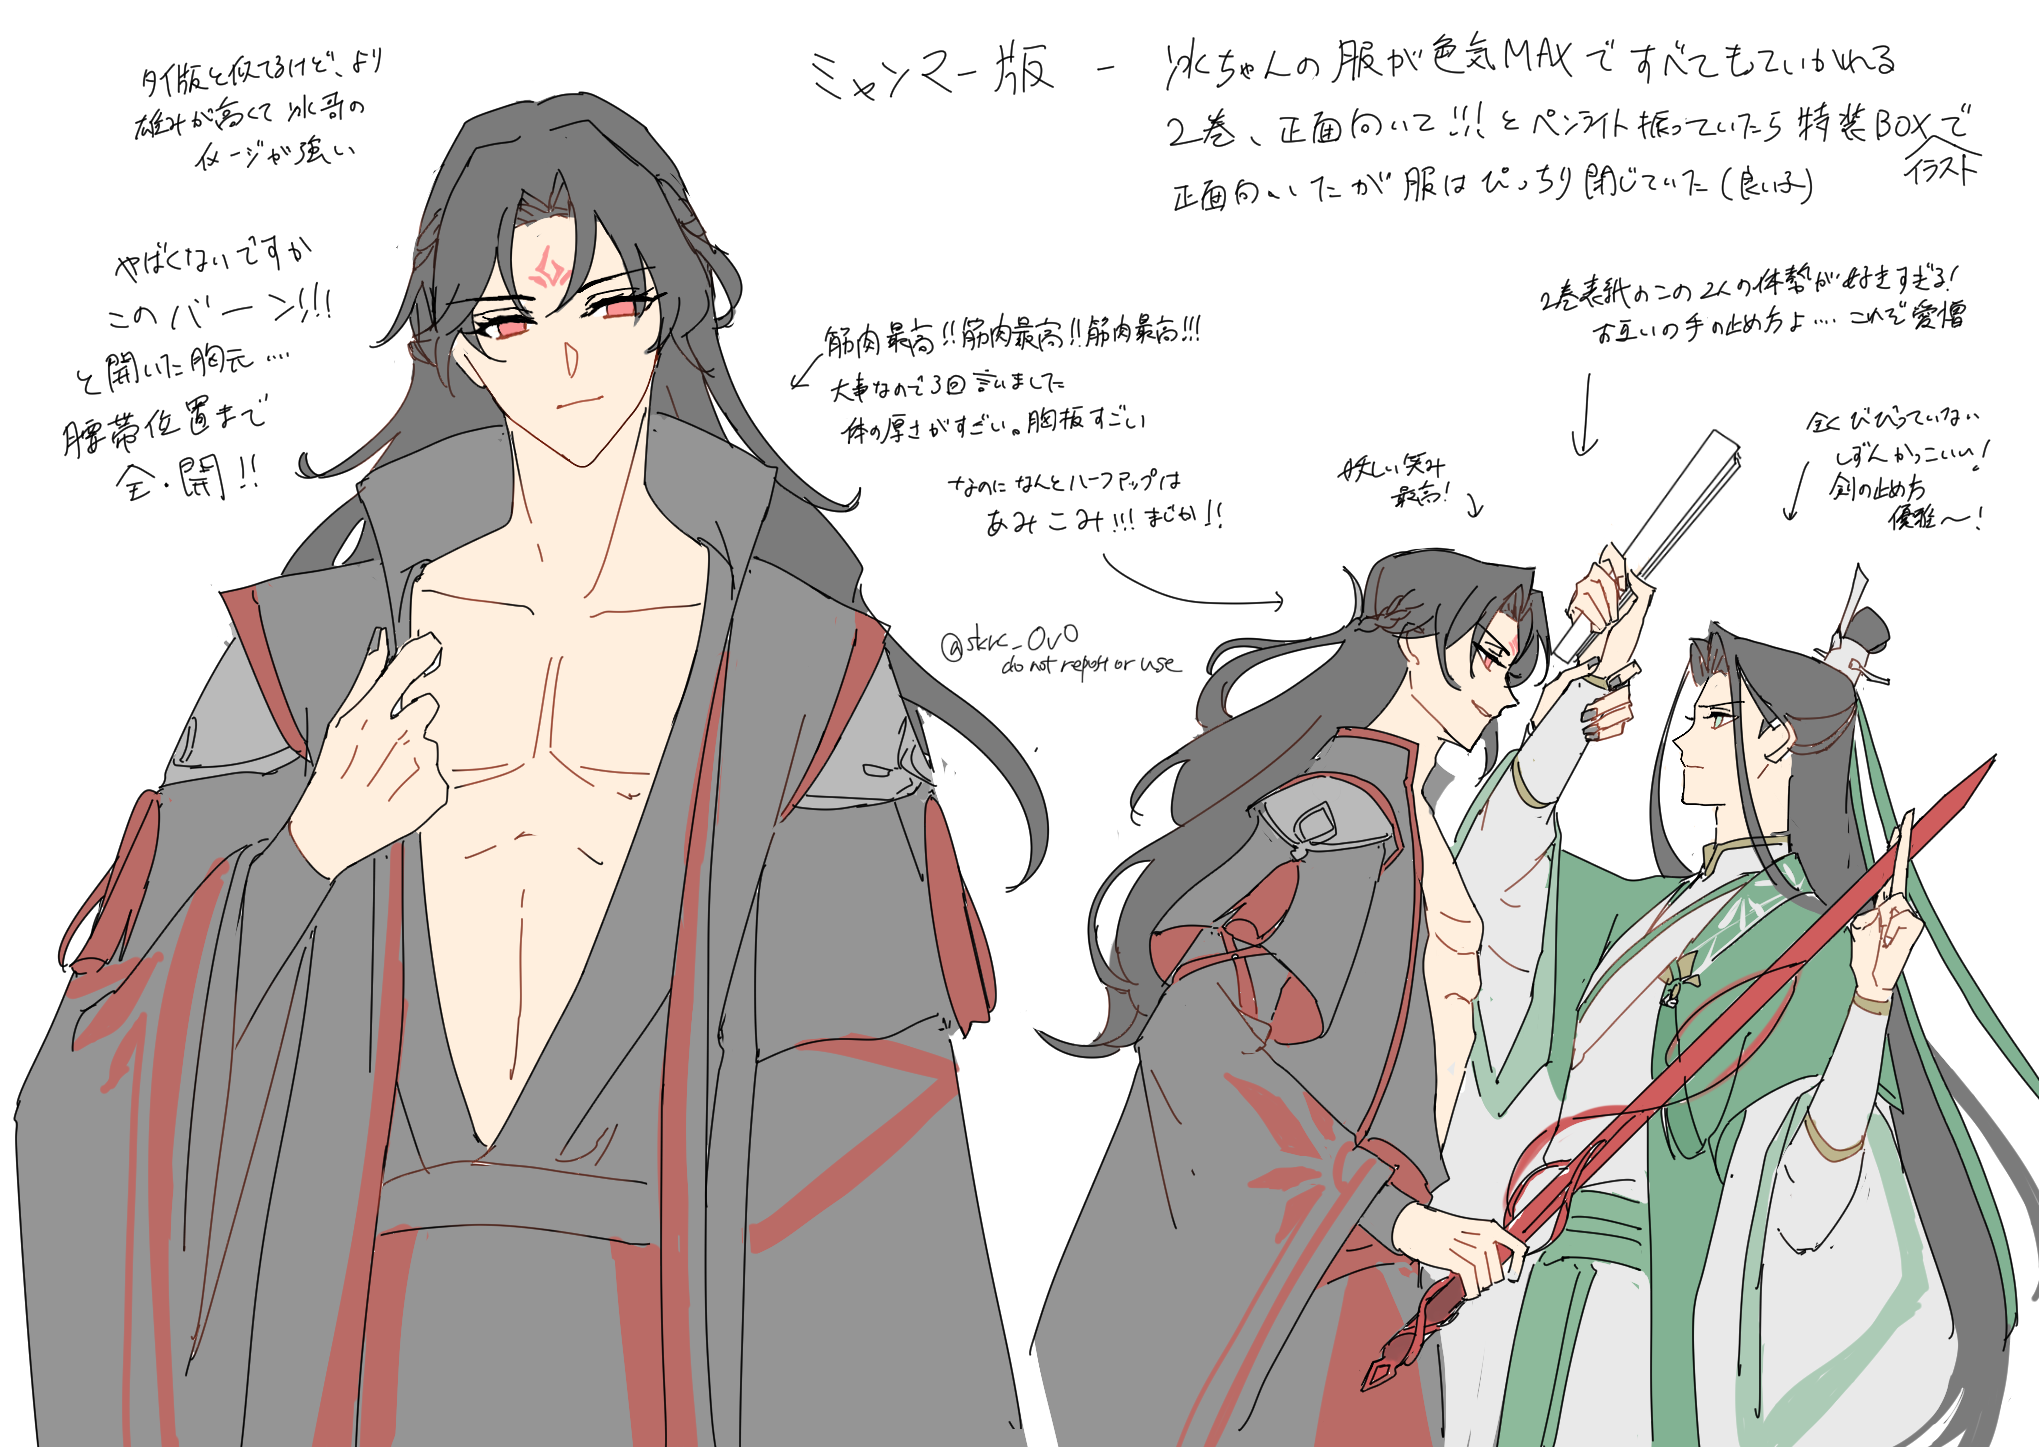 ミャンマー版 - 冰ちゃんの服が色気MAXですべてもっていかれる
2巻、正面向いて!!!とペンライト振っていたら特装BOXで
イラスト
正面向いたが服はぴっちり閉じていた(良い子)
タイ版と似てるけど、より
雄みが高くて冰哥の
イメージが強い
やばくないですか
このバーン!!!
と開いた胸元....
腰帯位置まで
全・開!!
筋肉最高!!筋肉最高!!筋肉最高!!!
大事なので3回言いました
体の厚さがすごい。胸板すごい
なのになんとハーフアップは
あみこみ!!!まじか!!
@skrc_0v0
do not report or use
妖しい笑み
最高!
2巻表紙のこの2人の体勢が好きすぎる!
お互いの手の止め方よ....これぞ愛憎
全くびびっていない
しずんかっこいい!
剣の止め方
優雅~!